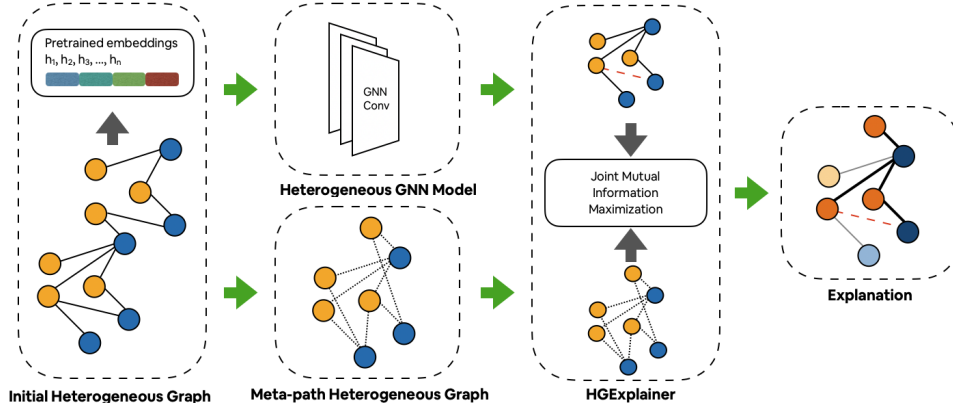 Pretrained embeddings
h₁, h₂, h₃, ..., hₙ
Initial Heterogeneous Graph
GNN
Conv
Heterogeneous GNN Model
Meta-path Heterogeneous Graph
Joint Mutual
Information
Maximization
HGExplainer
Explanation